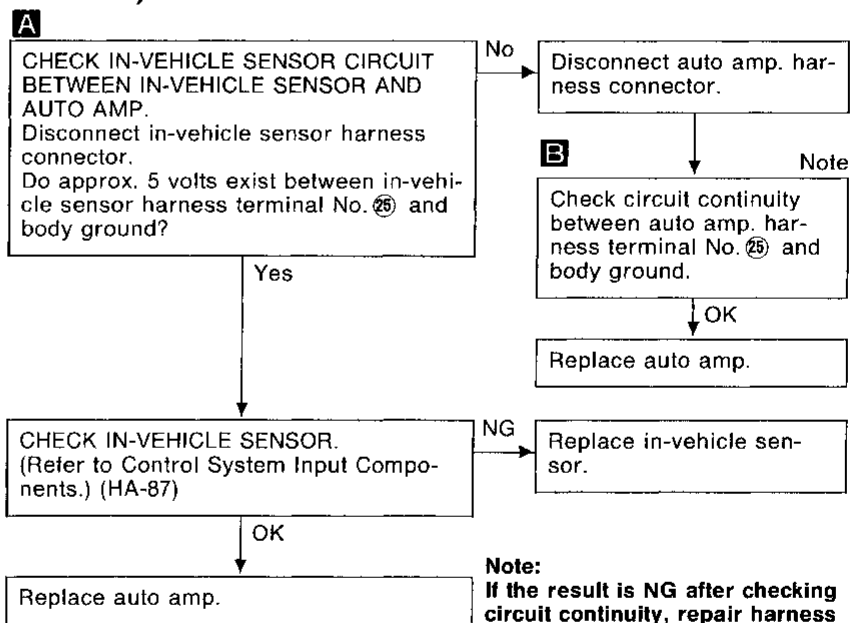 A
CHECK IN-VEHICLE SENSOR CIRCUIT
BETWEEN IN-VEHICLE SENSOR AND
AUTO AMP.
Disconnect in-vehicle sensor harness
connector.
Do approx. 5 volts exist between in-vehi-
cle sensor harness terminal No. ㉕ and
body ground?
No
Disconnect auto amp. har-
ness connector.
B
Note
Check circuit continuity
between auto amp. har-
ness terminal No. ㉕ and
body ground.
OK
Replace auto amp.
Yes
CHECK IN-VEHICLE SENSOR.
(Refer to Control System Input Compo-
nents.) (HA-87)
NG
Replace in-vehicle sen-
sor.
OK
Replace auto amp.
Note:
If the result is NG after checking
circuit continuity, repair harness